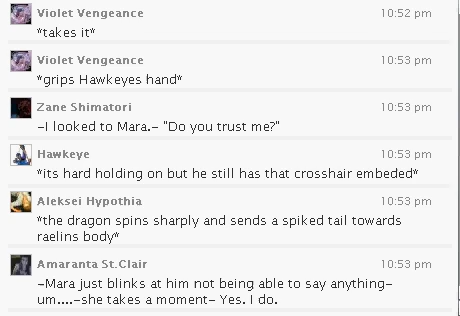 Violet Vengeance 10:52 pm
*takes it*
Violet Vengeance 10:53 pm
*grips Hawkeyes hand*
Zane Shimatori 10:53 pm
-I looked to Mara.- "Do you trust me?"
Hawkeye 10:53 pm
*its hard holding on but he still has that crosshair embeded*
Aleksei Hypothia 10:53 pm
*the dragon spins sharply and sends a spiked tail towards
raelins body*
Amaranta St.Clair 10:53 pm
-Mara just blinks at him not being able to say anything-
um....-she takes a moment- Yes. I do.